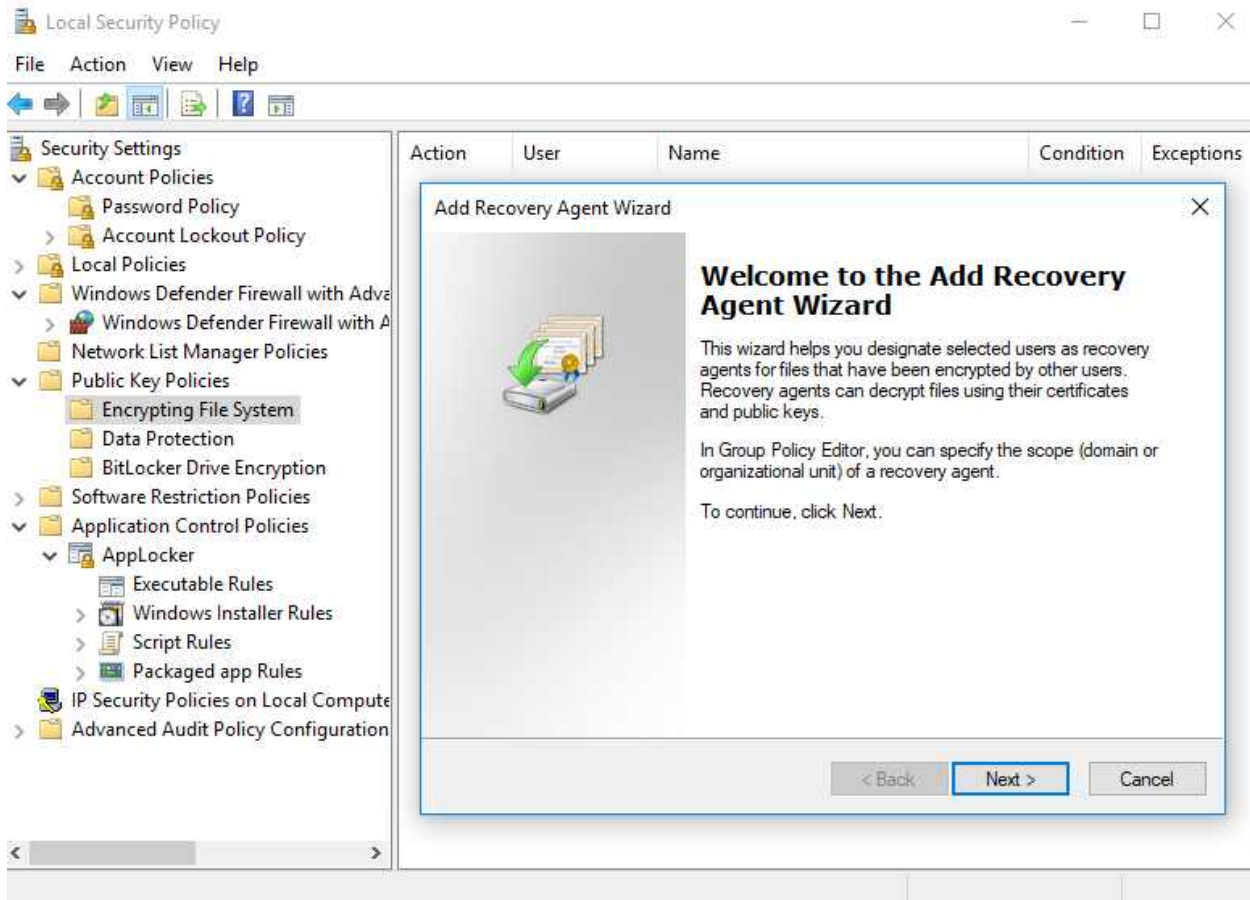 Local Security Policy
File Action View Help
Security Settings
Account Policies
Password Policy
Account Lockout Policy
Local Policies
Windows Defender Firewall with Adva
Windows Defender Firewall with A
Network List Manager Policies
Public Key Policies
Encrypting File System
Data Protection
BitLocker Drive Encryption
Software Restriction Policies
Application Control Policies
AppLocker
Executable Rules
Windows Installer Rules
Script Rules
Packaged app Rules
IP Security Policies on Local Compute
Advanced Audit Policy Configuration
Action User Name Condition Exceptions
Add Recovery Agent Wizard
Welcome to the Add Recovery
Agent Wizard
This wizard helps you designate selected users as recovery
agents for files that have been encrypted by other users.
Recovery agents can decrypt files using their certificates
and public keys.
In Group Policy Editor, you can specify the scope (domain or
organizational unit) of a recovery agent.
To continue, click Next.
< Back Next > Cancel